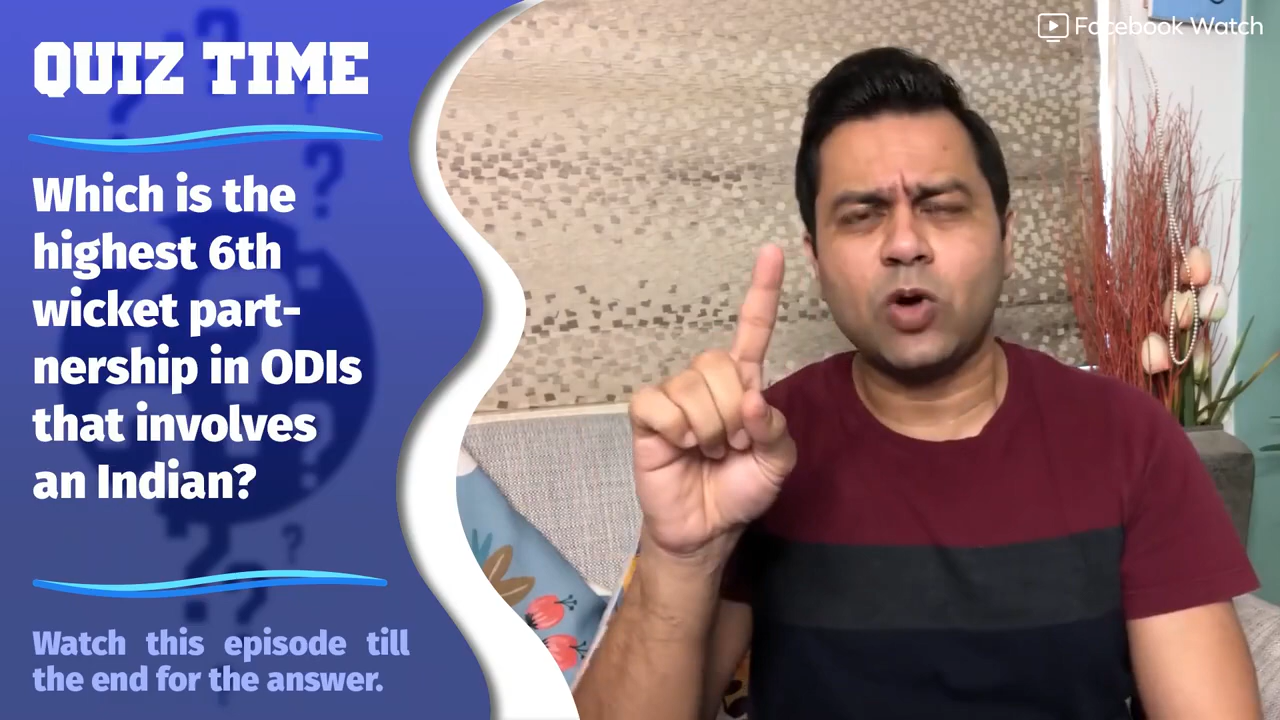 QUIZ TIME
Which is the
highest 6th
wicket part-
nership in ODIs
that involves
an Indian?
Watch this episode till
the end for the answer.
Facebook Watch